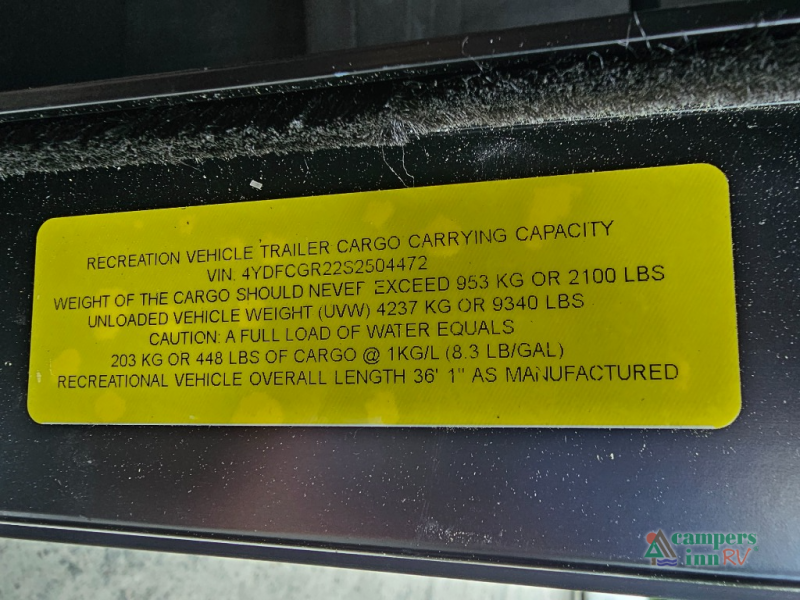 RECREATION VEHICLE TRAILER CARGO CARRYING CAPACITY
VIN: 4YDFCGR22S2504472
WEIGHT OF THE CARGO SHOULD NEVER EXCEED 953 KG OR 2100 LBS
UNLOADED VEHICLE WEIGHT (UVW) 4237 KG OR 9340 LBS
CAUTION: A FULL LOAD OF WATER EQUALS
203 KG OR 448 LBS OF CARGO @ 1KG/L (8.3 LB/GAL)
RECREATIONAL VEHICLE OVERALL LENGTH 36' 1" AS MANUFACTURED
campers
inn RV